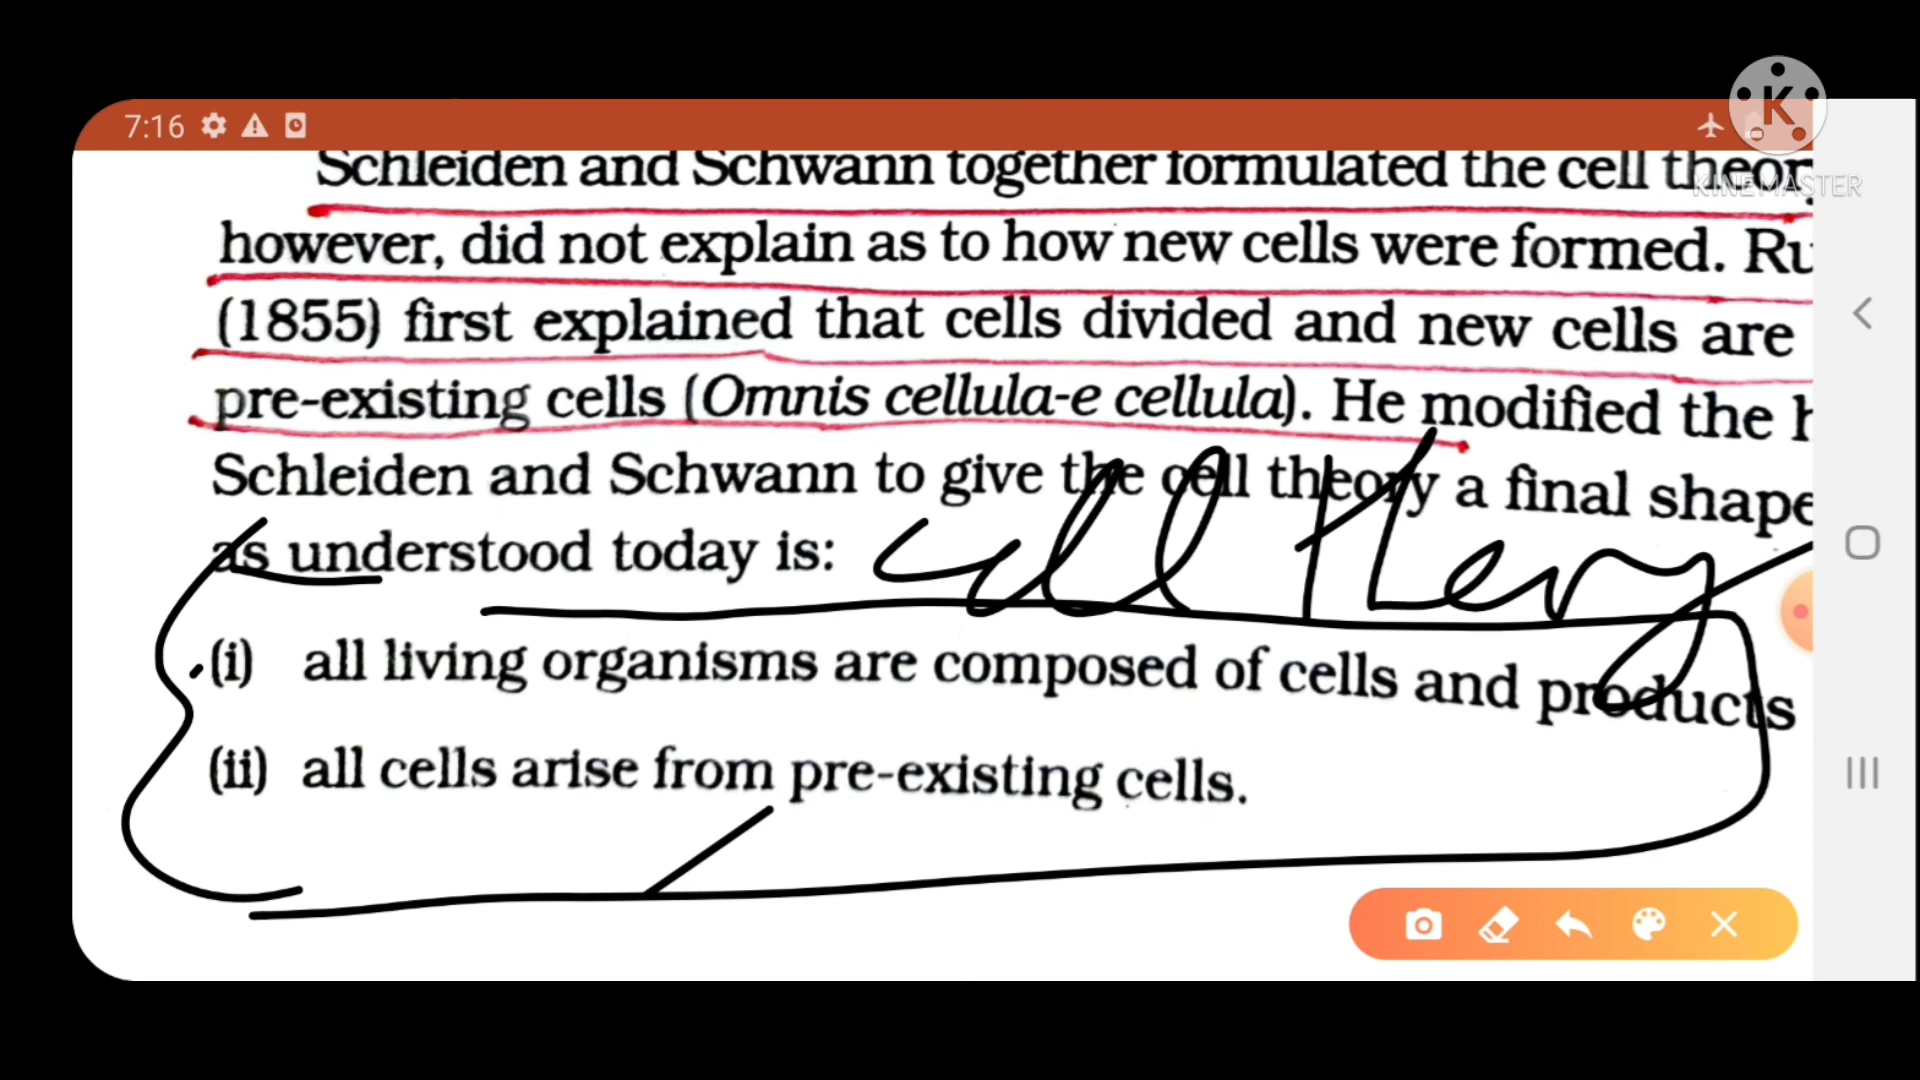 7:16
K
KINEMASTER
Schleiden and Schwann together formulated the cell theor
however, did not explain as to how new cells were formed. Ru
(1855) first explained that cells divided and new cells are
pre-existing cells (Omnis cellula-e cellula). He modified the h
Schleiden and Schwann to give the cell theory a final shape
as understood today is:
cell theory
(i) all living organisms are composed of cells and products
(ii) all cells arise from pre-existing cells.